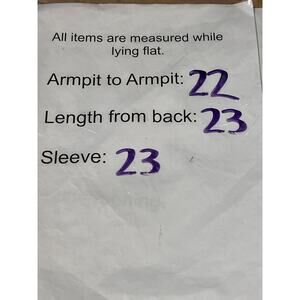 All items are measured while
lying flat.
Armpit to Armpit: 22
Length from back: 23
Sleeve: 23